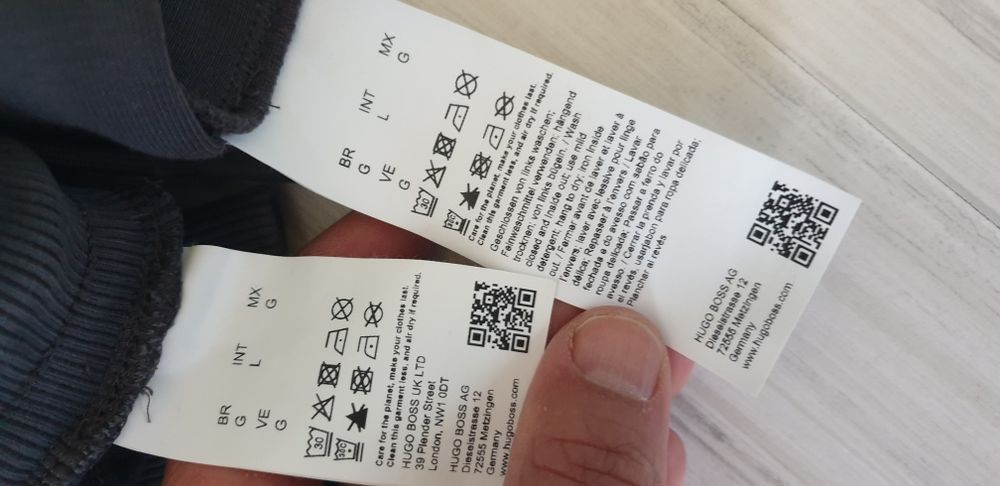 MX
G
INT
L
BR
G
VE
G
30
Care for the planet, make your clothes last.
Clean this garment less, and air dry if required.
Geschlossen von links waschen;
Feinwaschmittel verwenden; hängend
trocknen; von links bügeln. / Wash
closed and inside out; use mild
detergent; hang to dry; iron inside
out. / Fermer avant de laver et laver à
l'envers; laver avec lessive pour linge
délica; Repasser à l'envers / Lavar
fechada e do avesso com sabão para
roupa delicada; Passar a ferro do
avesso / Cerrar la prenda y lavar por
el revés, usarjabon para ropa delicada;
Planchar al revés
HUGO BOSS AG
Dieselstrasse 12
72555 Metzingen
Germany
www.hugoboss.com
MX
G
INT
L
BR
G
VE
G
30
Care for the planet, make your clothes last.
Clean this garment less, and air dry if required.
HUGO BOSS UK LTD
39 Plender Street
London, NW1 0DT
HUGO BOSS AG
Dieselstrasse 12
72555 Metzingen
Germany
www.hugoboss.com